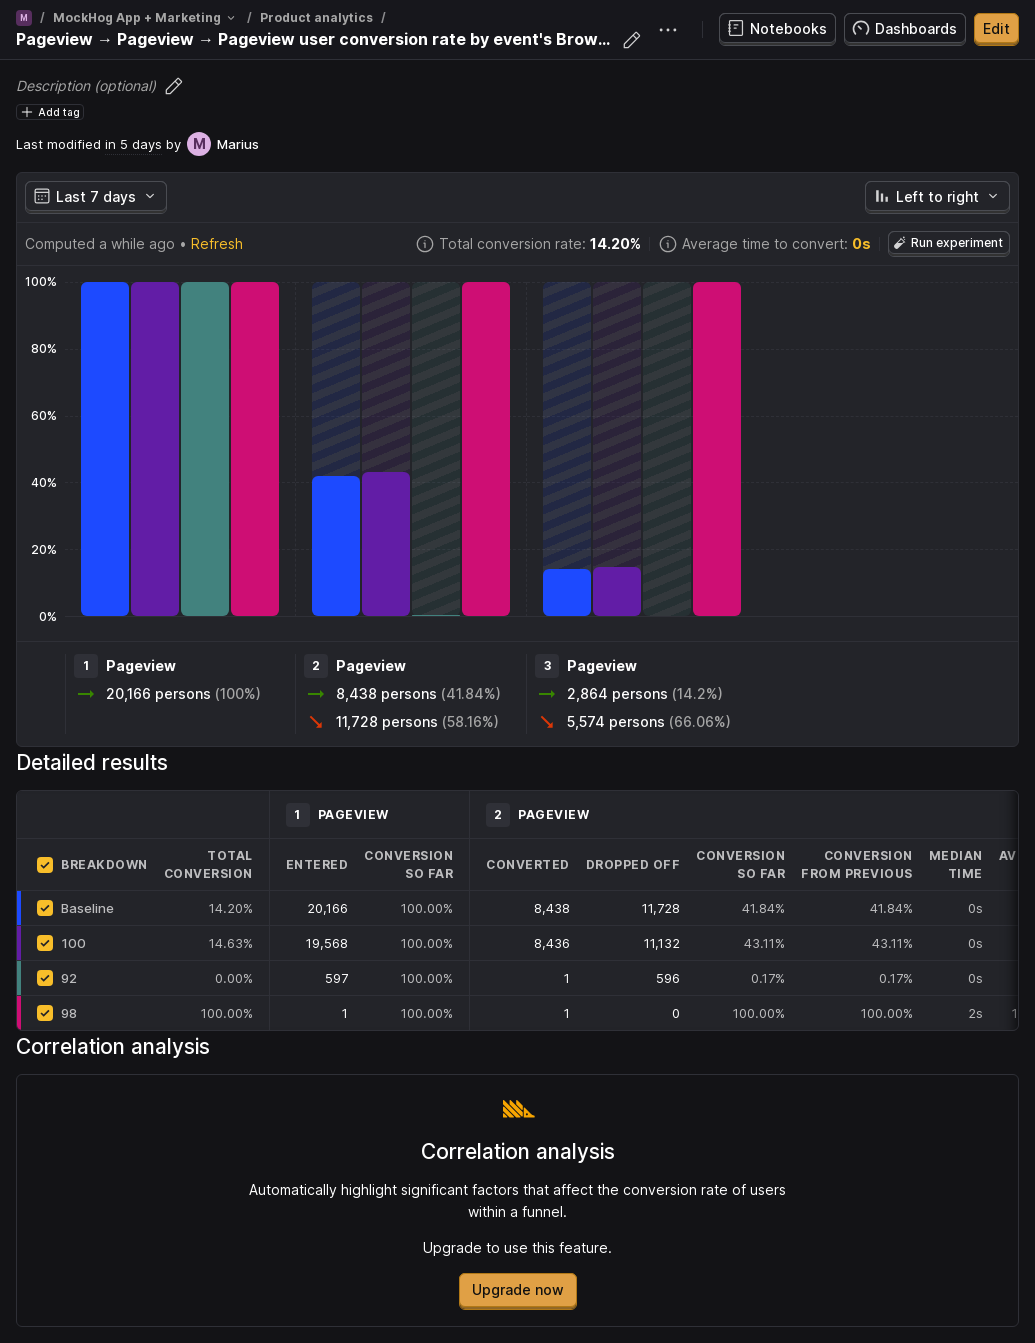 M / MockHog App + Marketing / Product analytics /
Pageview → Pageview → Pageview user conversion rate by event's Brow...
Notebooks
Dashboards
Edit
Description (optional)
Add tag
Last modified in 5 days by M Marius
Last 7 days
Left to right
Computed a while ago • Refresh
Total conversion rate: 14.20%
Average time to convert: 0s
Run experiment
100%
80%
60%
40%
20%
0%
1 Pageview
20,166 persons (100%)
2 Pageview
8,438 persons (41.84%)
11,728 persons (58.16%)
3 Pageview
2,864 persons (14.2%)
5,574 persons (66.06%)
Detailed results
1 PAGEVIEW 2 PAGEVIEW
BREAKDOWN TOTAL CONVERSION ENTERED CONVERSION SO FAR CONVERTED DROPPED OFF CONVERSION SO FAR CONVERSION FROM PREVIOUS MEDIAN TIME
Baseline 14.20% 20,166 100.00% 8,438 11,728 41.84% 41.84% 0s
100 14.63% 19,568 100.00% 8,436 11,132 43.11% 43.11% 0s
92 0.00% 597 100.00% 1 596 0.17% 0.17% 0s
98 100.00% 1 100.00% 1 0 100.00% 100.00% 2s
Correlation analysis
Correlation analysis
Automatically highlight significant factors that affect the conversion rate of users
within a funnel.
Upgrade to use this feature.
Upgrade now